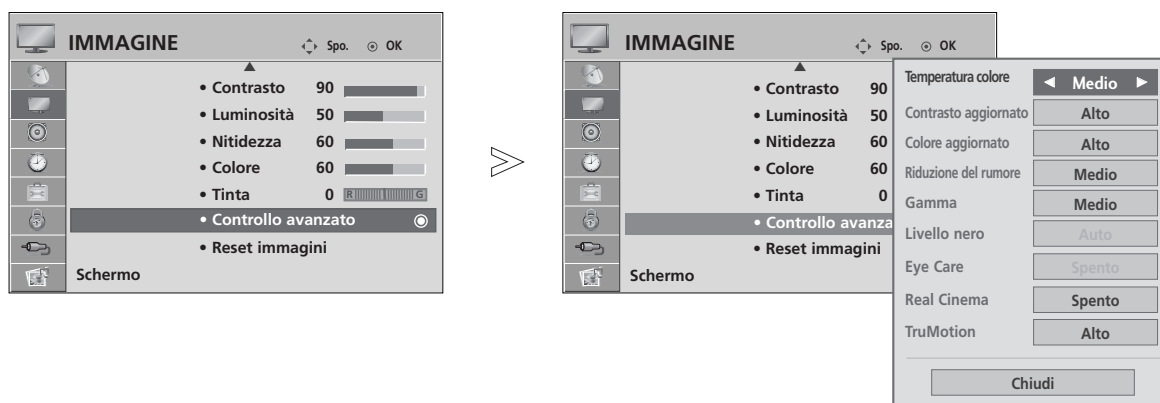 IMMAGINE Spo. OK
• Contrasto 90
• Luminosità 50
• Nitidezza 60
• Colore 60
• Tinta 0 R G
• Controllo avanzato
• Reset immagini
Schermo
IMMAGINE Spo. OK
• Contrasto 90
• Luminosità 50
• Nitidezza 60
• Colore 60
• Tinta 0
• Controllo avanza
• Reset immagini
Schermo
Temperatura colore Medio
Contrasto aggiornato Alto
Colore aggiornato Alto
Riduzione del rumore Medio
Gamma Medio
Livello nero Auto
Eye Care Spento
Real Cinema Spento
TruMotion Alto
Chiudi